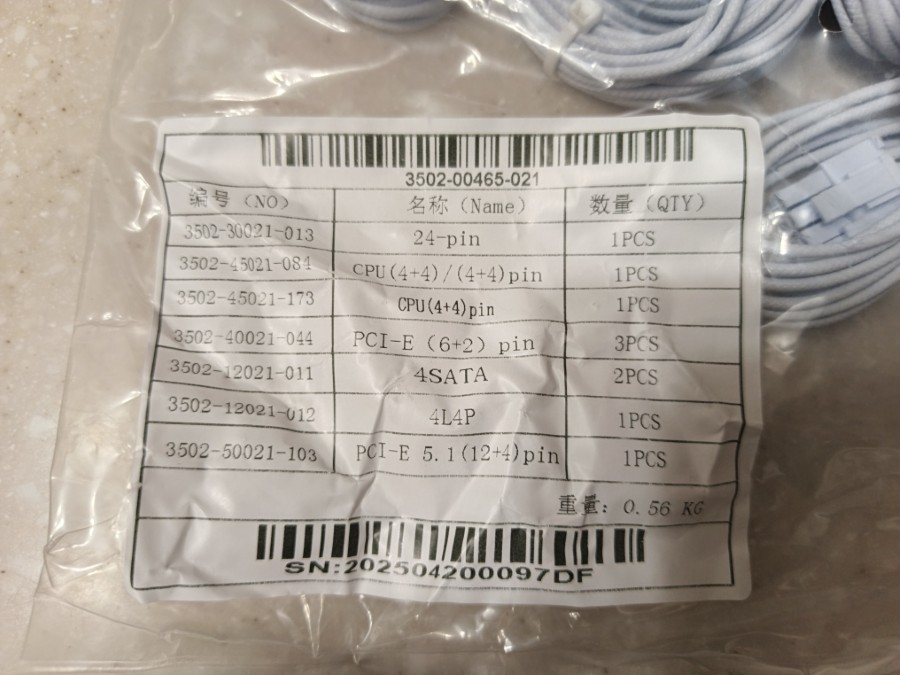 3502-00465-021
编号（NO） 名称（Name） 数量（QTY）
3502-30021-013 24-pin 1PCS
3502-45021-084 CPU(4+4)/(4+4)pin 1PCS
3502-45021-173 CPU(4+4)pin 1PCS
3502-40021-044 PCI-E（6+2）pin 3PCS
3502-12021-011 4SATA 2PCS
3502-12021-012 4L4P 1PCS
3502-50021-103 PCI-E 5.1(12+4)pin 1PCS
重量：0.56 KG
SN:202504200097DF